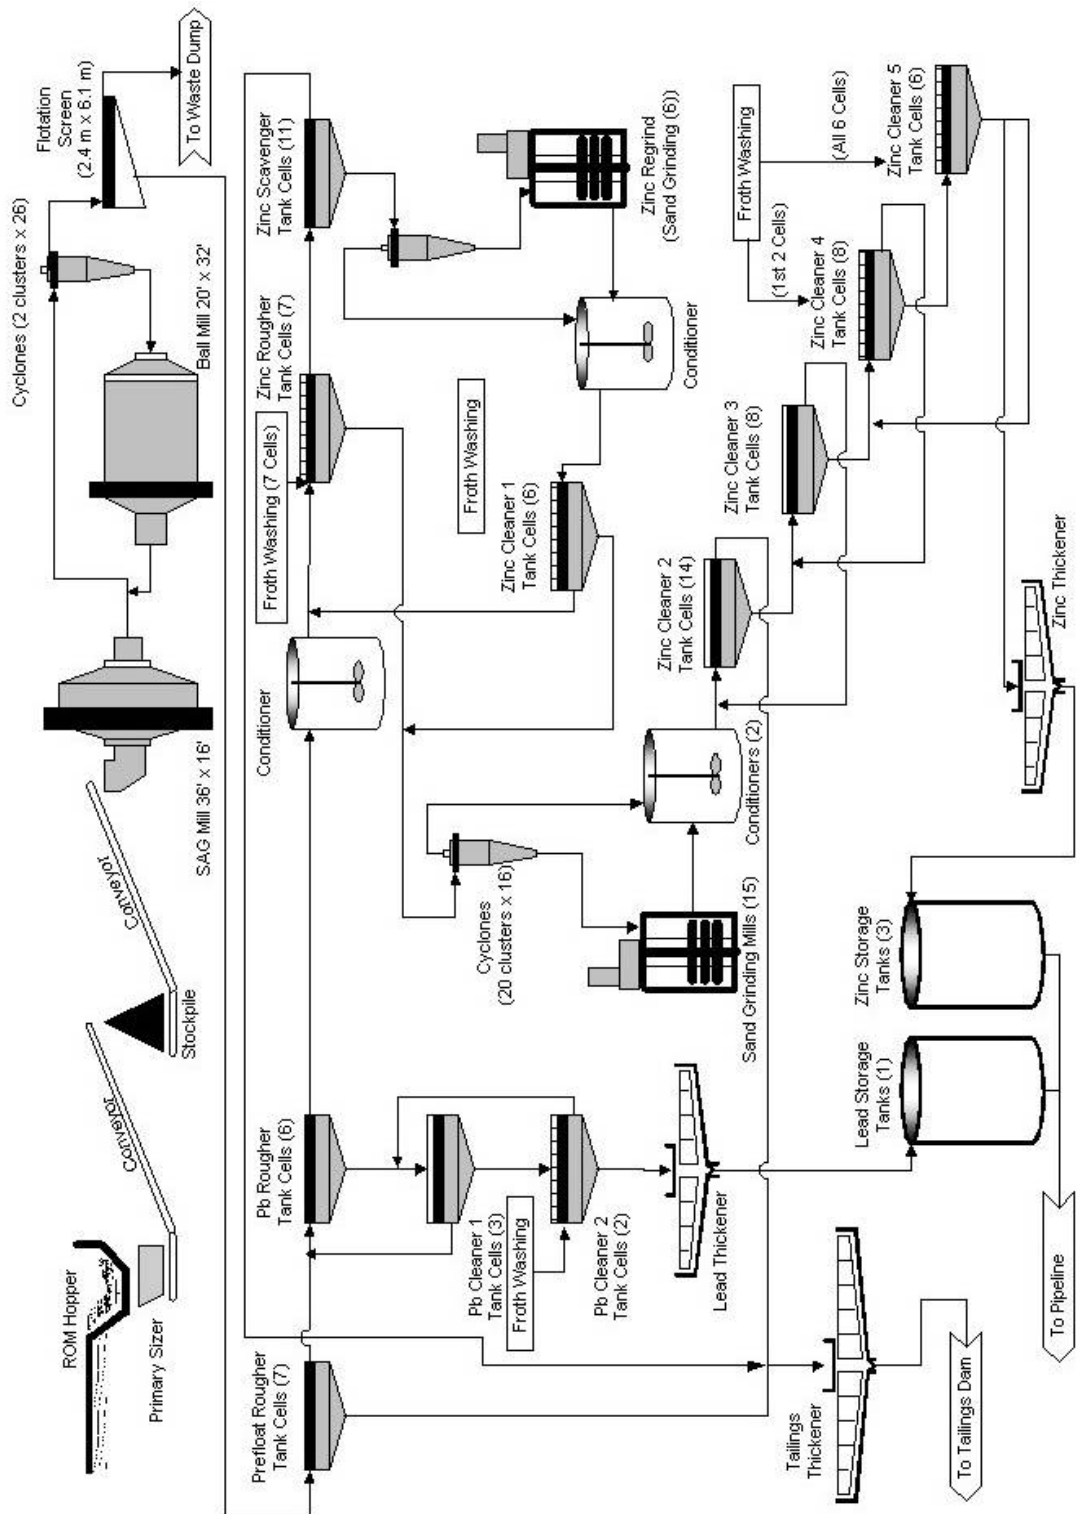 ROM Hopper
Primary Sizer
Conveyor
Stockpile
Conveyor
SAG Mill 36' x 16'
Cyclones (2 clusters x 26)
Ball Mill 20' x 32'
Flotation
Screen
(2.4 m x 6.1 m)
To Waste Dump
Prefloat Rougher
Tank Cells (7)
Pb Rougher
Tank Cells (6)
Conditioner
Froth Washing (7 Cells)
Zinc Rougher
Tank Cells (7)
Zinc Scavenger
Tank Cells (11)
Pb Cleaner 1
Tank Cells (3)
Froth Washing
Pb Cleaner 2
Tank Cells (2)
Lead Thickener
Cyclones
(20 clusters x 16)
Sand Grinding Mills (15)
Conditioners (2)
Zinc Cleaner 1
Tank Cells (6)
Froth Washing
Conditioner
Zinc Regrind
(Sand Grinding (6))
Zinc Cleaner 2
Tank Cells (14)
Zinc Cleaner 3
Tank Cells (8)
Zinc Cleaner 4
Tank Cells (8)
(1st 2 Cells)
Froth Washing
(All 6 Cells)
Zinc Cleaner 5
Tank Cells (6)
Tailings
Thickener
To Tailings Dam
Lead Storage
Tanks (1)
Zinc Storage
Tanks (3)
Zinc Thickener
To Pipeline